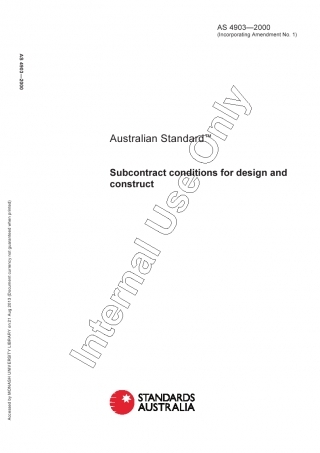 AS 4903—2000
(Incorporating Amendment No. 1)
AS 4903—2000
Australian Standard™
Subcontract conditions for design and
construct
Internal Use Only
Accessed by MONASH UNIVERSITY LIBRARY on 21 Aug 2013 (Document currency not guaranteed when printed)
STANDARDS
AUSTRALIA